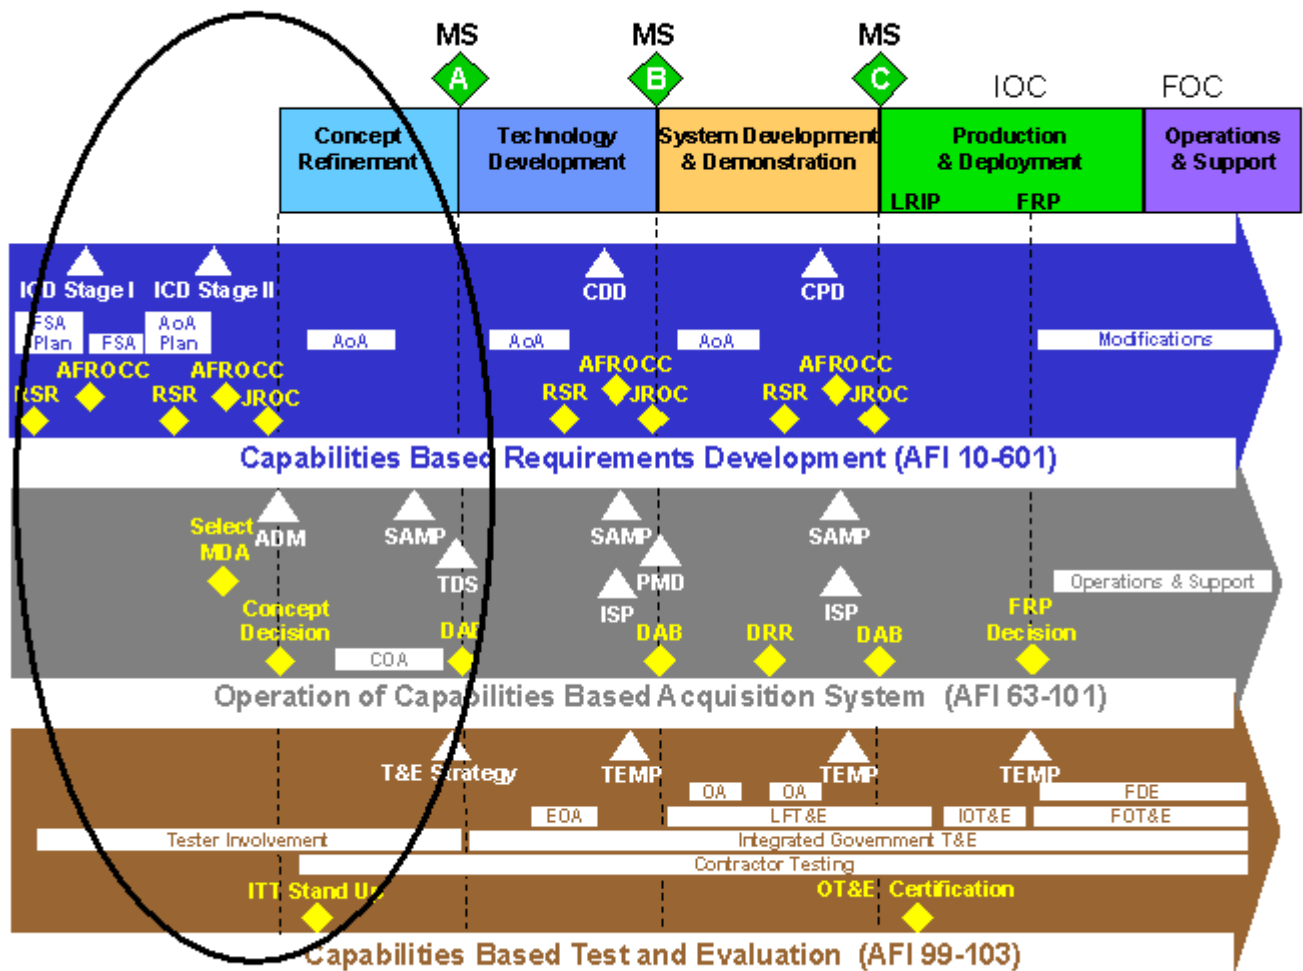 MS MS MS
A B C IOC FOC
Concept Refinement
Technology Development
System Development & Demonstration
Production & Deployment
LRIP FRP
Operations & Support
ICD Stage I ICD Stage II CDD CPD
FSA Plan FSA AoA Plan AoA AoA AoA Modifications
AFROCC AFROCC AFROCC AFROCC
RSR RSR JROC RSR JROC RSR JROC
Capabilities Based Requirements Development (AFI 10-601)
Select MDA ADM SAMP SAMP SAMP
TDS PMD
ISP ISP Operations & Support
Concept Decision DAB DAB DRR DAB FRP Decision
COA
Operation of Capabilities Based Acquisition System (AFI 63-101)
T&E Strategy TEMP TEMP TEMP
OA OA FDE
EOA LFT&E IOT&E FOT&E
Tester Involvement Integrated Government T&E
Contractor Testing
ITT Stand Up OT&E Certification
Capabilities Based Test and Evaluation (AFI 99-103)